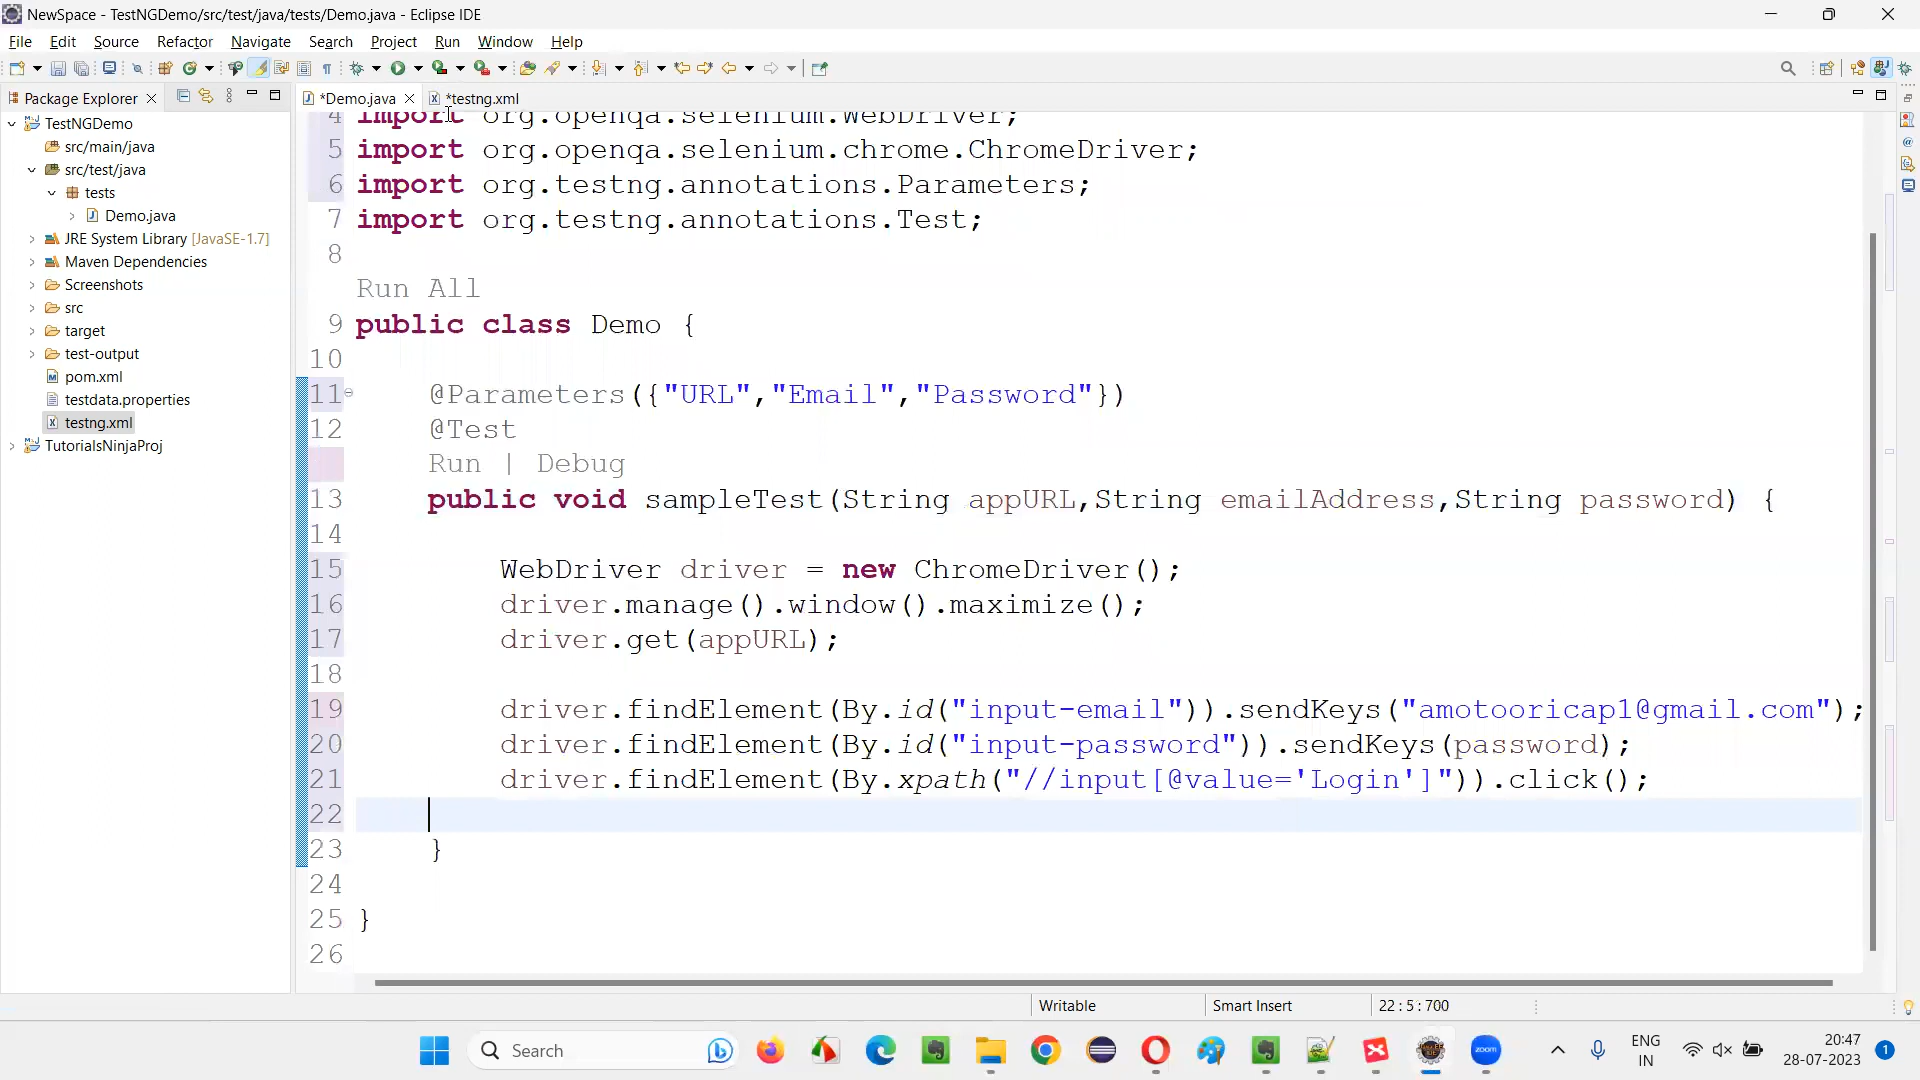 NewSpace - TestNGDemo/src/test/java/tests/Demo.java - Eclipse IDE
File Edit Source Refactor Navigate Search Project Run Window Help
Package Explorer
TestNGDemo
src/main/java
src/test/java
tests
Demo.java
JRE System Library [JavaSE-1.7]
Maven Dependencies
Screenshots
src
target
test-output
pom.xml
testdata.properties
testng.xml
TutorialsNinjaProj
*Demo.java *testng.xml
4 import org.openqa.selenium.WebDriver;
5 import org.openqa.selenium.chrome.ChromeDriver;
6 import org.testng.annotations.Parameters;
7 import org.testng.annotations.Test;
8
Run All
9 public class Demo {
10
11 @Parameters({"URL","Email","Password"})
12 @Test
Run | Debug
13 public void sampleTest(String appURL,String emailAddress,String password) {
14
15 WebDriver driver = new ChromeDriver();
16 driver.manage().window().maximize();
17 driver.get(appURL);
18
19 driver.findElement(By.id("input-email")).sendKeys("amotooricap1@gmail.com");
20 driver.findElement(By.id("input-password")).sendKeys(password);
21 driver.findElement(By.xpath("//input[@value='Login']")).click();
22
23 }
24
25 }
26
Writable Smart Insert 22 : 5 : 700
Search
zoom
ENG
IN
20:47
28-07-2023
1